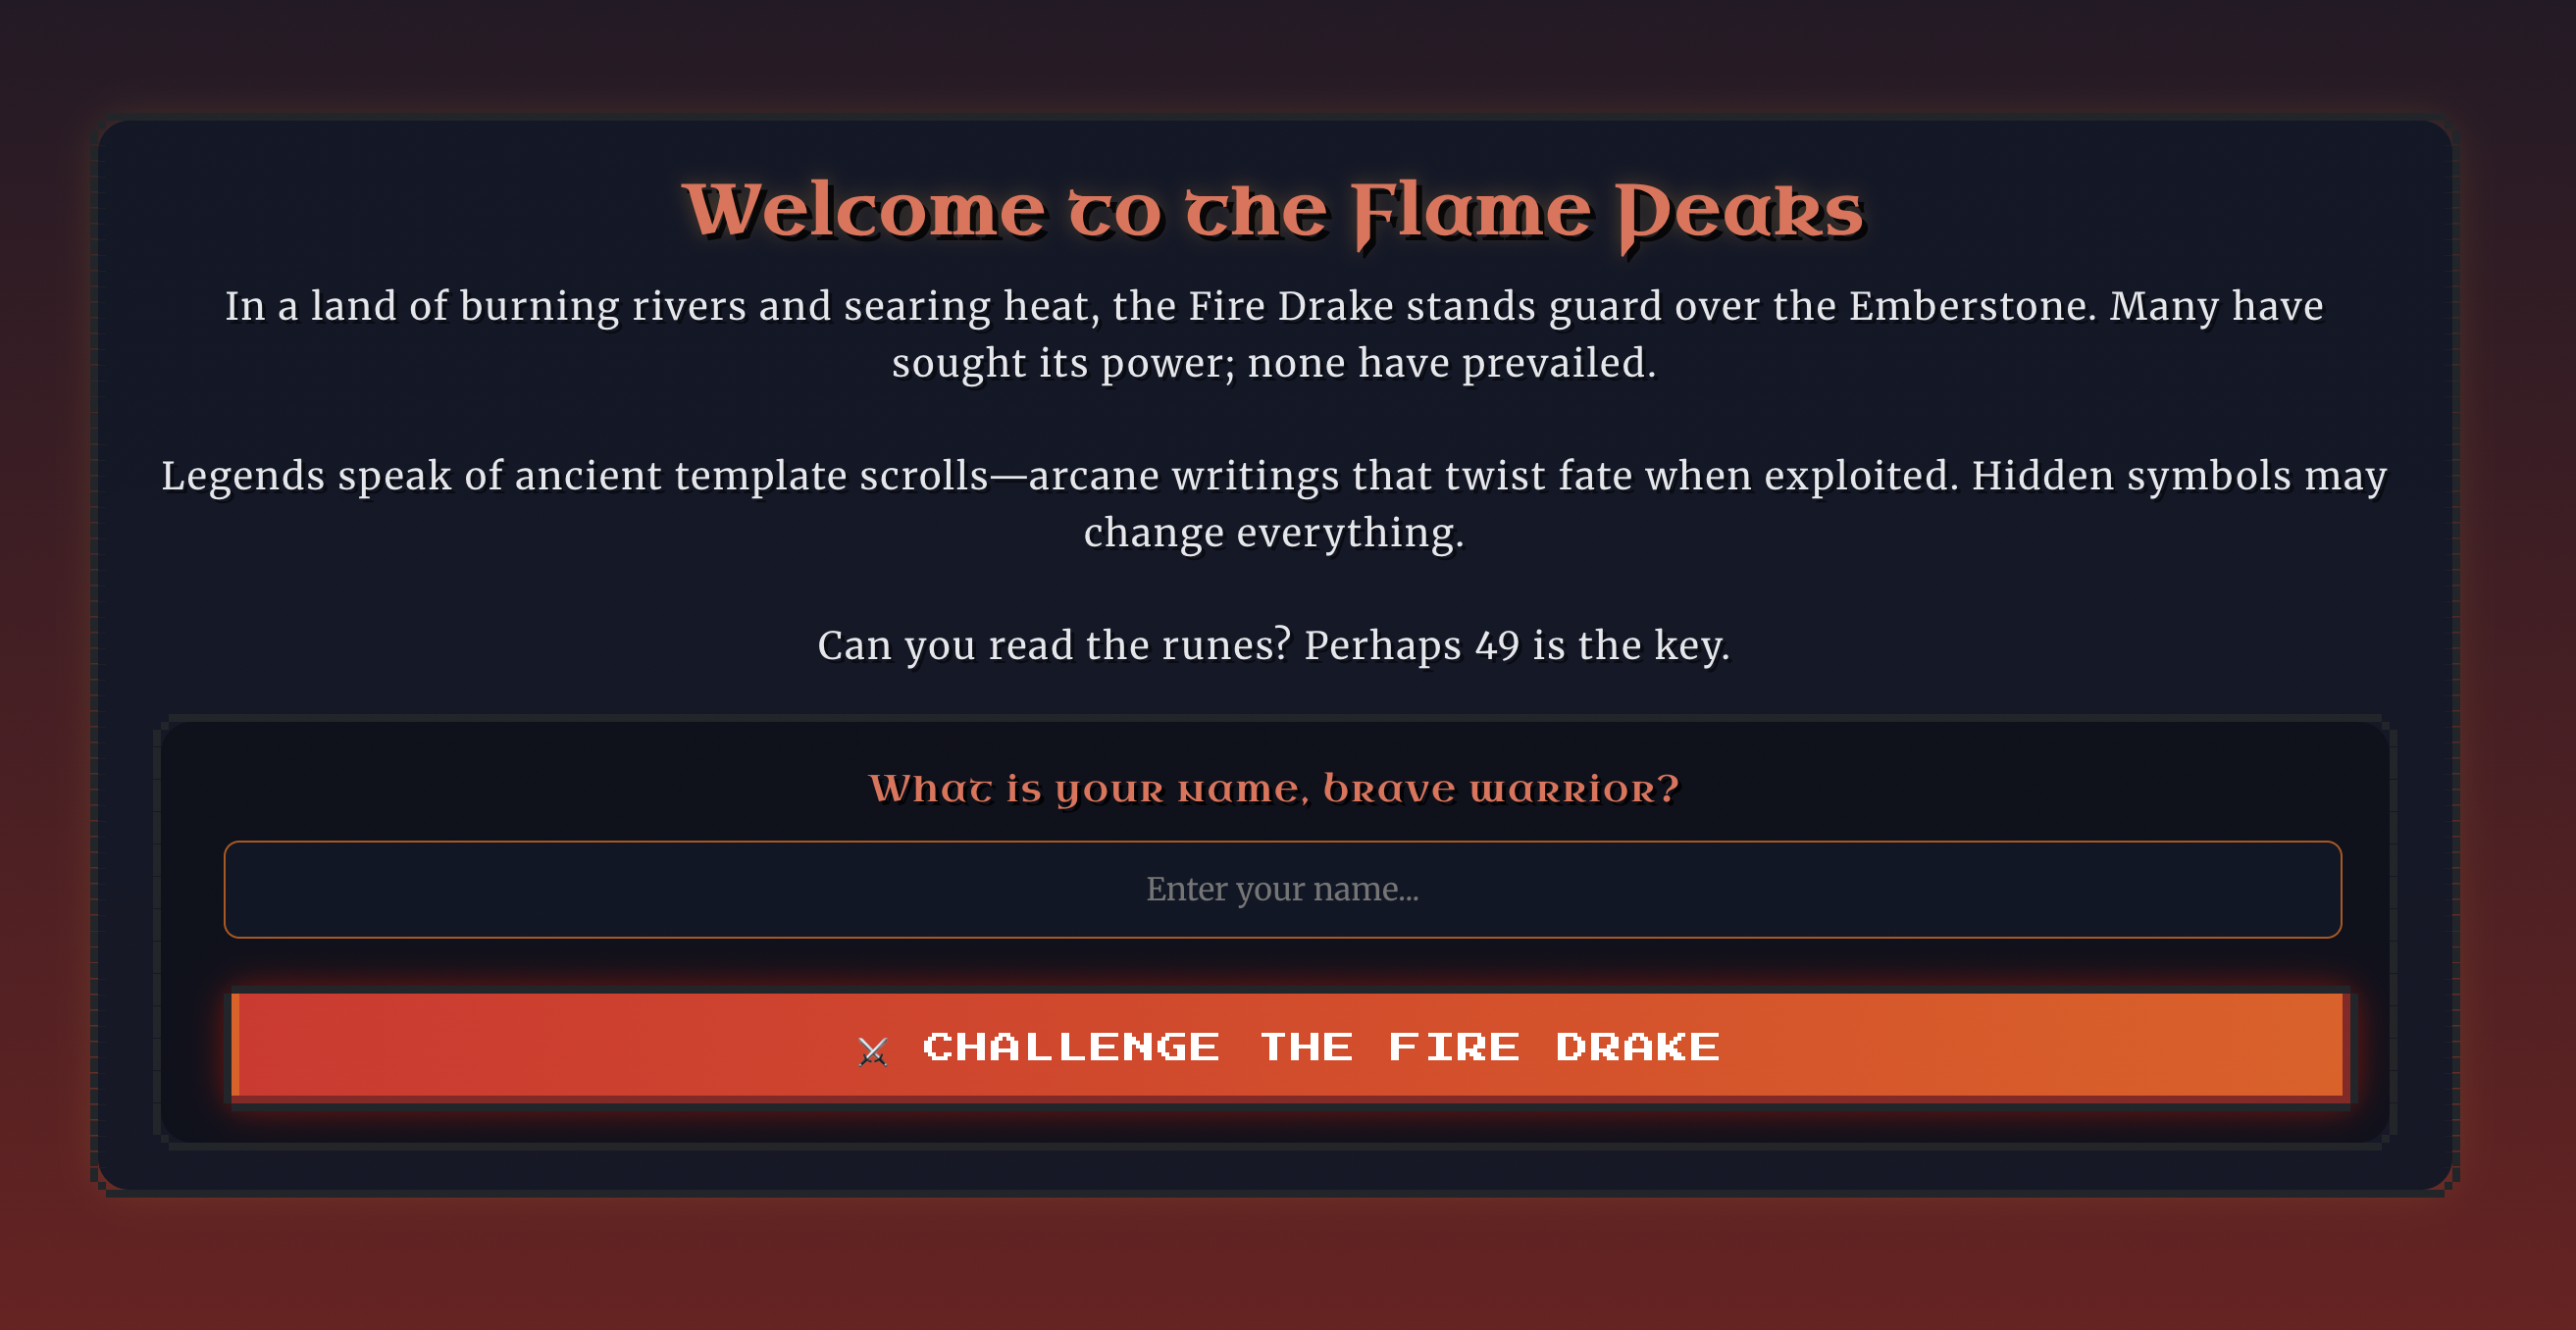 Welcome to the Flame Peaks
In a land of burning rivers and searing heat, the Fire Drake stands guard over the Emberstone. Many have
sought its power; none have prevailed.
Legends speak of ancient template scrolls—arcane writings that twist fate when exploited. Hidden symbols may
change everything.
Can you read the runes? Perhaps 49 is the key.
What is your name, brave warrior?
Enter your name...
⚔ CHALLENGE THE FIRE DRAKE